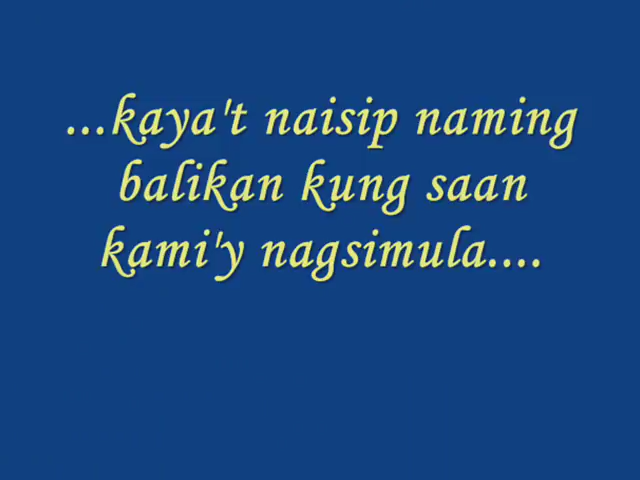 ...kaya't naisip naming
balikan kung saan
kami'y nagsimula....